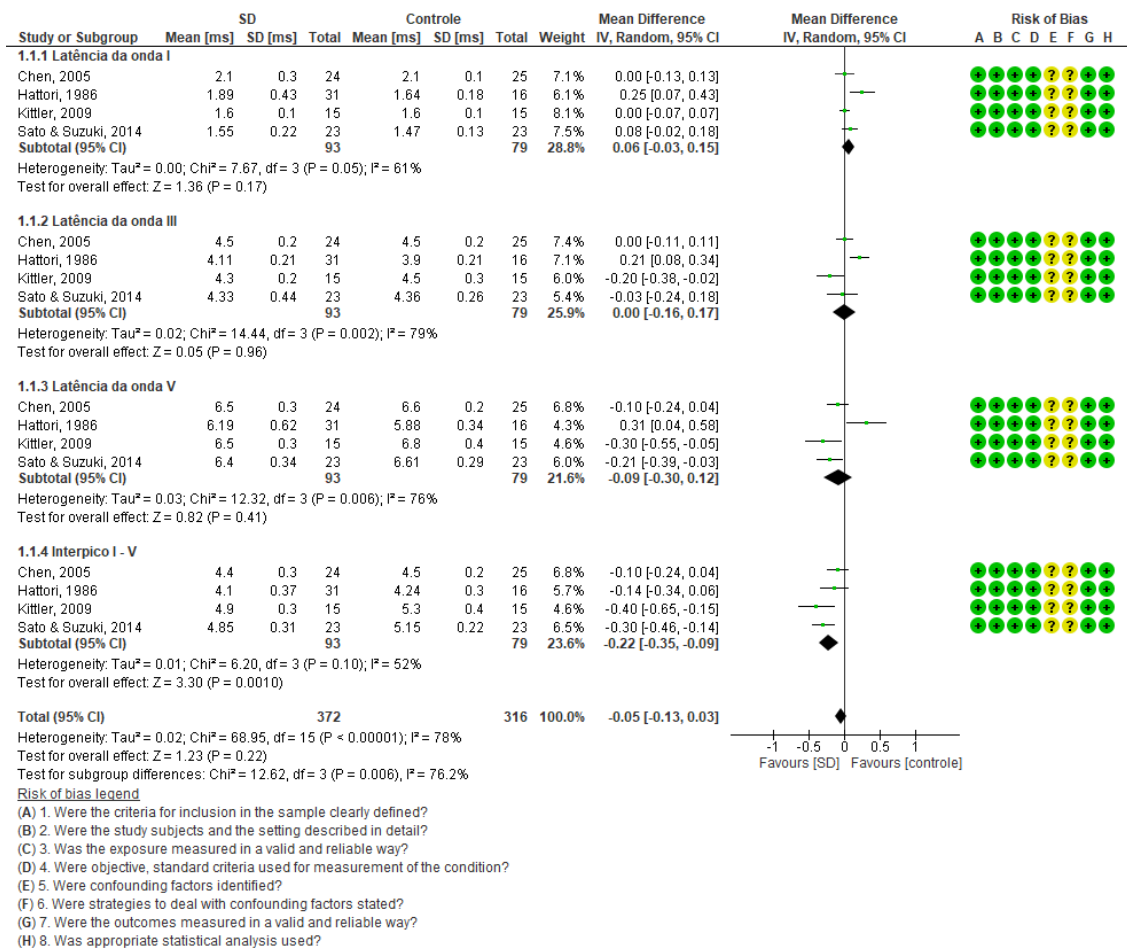 SD Controle Mean Difference Mean Difference Risk of Bias
Study or Subgroup Mean [ms] SD [ms] Total Mean [ms] SD [ms] Total Weight IV, Random, 95% CI IV, Random, 95% CI A B C D E F G H
1.1.1 Latência da onda I
Chen, 2005 2.1 0.3 24 2.1 0.1 25 7.1% 0.00 [-0.13, 0.13] + + + + ? ? + +
Hattori, 1986 1.89 0.43 31 1.64 0.18 16 6.1% 0.25 [0.07, 0.43] + + + + ? ? + +
Kittler, 2009 1.6 0.1 15 1.6 0.1 15 8.1% 0.00 [-0.07, 0.07] + + + + ? ? + +
Sato & Suzuki, 2014 1.55 0.22 23 1.47 0.13 23 7.5% 0.08 [-0.02, 0.18] + + + + ? ? + +
Subtotal (95% CI) 93 79 28.8% 0.06 [-0.03, 0.15]
Heterogeneity: Tau² = 0.00; Chi² = 7.67, df = 3 (P = 0.05); I² = 61%
Test for overall effect: Z = 1.36 (P = 0.17)
1.1.2 Latência da onda III
Chen, 2005 4.5 0.2 24 4.5 0.2 25 7.4% 0.00 [-0.11, 0.11] + + + + ? ? + +
Hattori, 1986 4.11 0.21 31 3.9 0.21 16 7.1% 0.21 [0.08, 0.34] + + + + ? ? + +
Kittler, 2009 4.3 0.2 15 4.5 0.3 15 6.0% -0.20 [-0.38, -0.02] + + + + ? ? + +
Sato & Suzuki, 2014 4.33 0.44 23 4.36 0.26 23 5.4% -0.03 [-0.24, 0.18] + + + + ? ? + +
Subtotal (95% CI) 93 79 25.9% 0.00 [-0.16, 0.17]
Heterogeneity: Tau² = 0.02; Chi² = 14.44, df = 3 (P = 0.002); I² = 79%
Test for overall effect: Z = 0.05 (P = 0.96)
1.1.3 Latência da onda V
Chen, 2005 6.5 0.3 24 6.6 0.2 25 6.8% -0.10 [-0.24, 0.04] + + + + ? ? + +
Hattori, 1986 6.19 0.62 31 5.88 0.34 16 4.3% 0.31 [0.04, 0.58] + + + + ? ? + +
Kittler, 2009 6.5 0.3 15 6.8 0.4 15 4.6% -0.30 [-0.55, -0.05] + + + + ? ? + +
Sato & Suzuki, 2014 6.4 0.34 23 6.61 0.29 23 6.0% -0.21 [-0.39, -0.03] + + + + ? ? + +
Subtotal (95% CI) 93 79 21.6% -0.09 [-0.30, 0.12]
Heterogeneity: Tau² = 0.03; Chi² = 12.32, df = 3 (P = 0.006); I² = 76%
Test for overall effect: Z = 0.82 (P = 0.41)
1.1.4 Interpico I - V
Chen, 2005 4.4 0.3 24 4.5 0.2 25 6.8% -0.10 [-0.24, 0.04] + + + + ? ? + +
Hattori, 1986 4.1 0.37 31 4.24 0.3 16 5.7% -0.14 [-0.34, 0.06] + + + + ? ? + +
Kittler, 2009 4.9 0.3 15 5.3 0.4 15 4.6% -0.40 [-0.65, -0.15] + + + + ? ? + +
Sato & Suzuki, 2014 4.85 0.31 23 5.15 0.22 23 6.5% -0.30 [-0.46, -0.14] + + + + ? ? + +
Subtotal (95% CI) 93 79 23.6% -0.22 [-0.35, -0.09]
Heterogeneity: Tau² = 0.01; Chi² = 6.20, df = 3 (P = 0.10); I² = 52%
Test for overall effect: Z = 3.30 (P = 0.0010)
Total (95% CI) 372 316 100.0% -0.05 [-0.13, 0.03]
Heterogeneity: Tau² = 0.02; Chi² = 68.95, df = 15 (P < 0.00001); I² = 78%
Test for overall effect: Z = 1.23 (P = 0.22)
Test for subgroup differences: Chi² = 12.62, df = 3 (P = 0.006), I² = 76.2%
-1 -0.5 0 0.5 1
Favours [SD] Favours [controle]
Risk of bias legend
(A) 1. Were the criteria for inclusion in the sample clearly defined?
(B) 2. Were the study subjects and the setting described in detail?
(C) 3. Was the exposure measured in a valid and reliable way?
(D) 4. Were objective, standard criteria used for measurement of the condition?
(E) 5. Were confounding factors identified?
(F) 6. Were strategies to deal with confounding factors stated?
(G) 7. Were the outcomes measured in a valid and reliable way?
(H) 8. Was appropriate statistical analysis used?